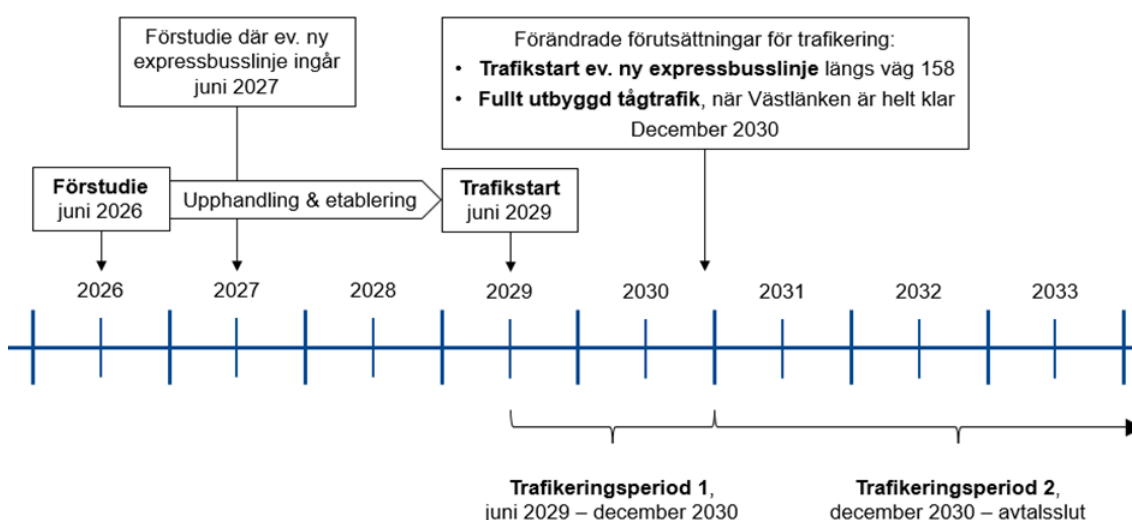 Förstudie där ev. ny
expressbusslinje ingår
juni 2027
Förändrade förutsättningar för trafikering:
• Trafikstart ev. ny expressbusslinje längs väg 158
• Fullt utbyggd tågtrafik, när Västlänken är helt klar
December 2030
Förstudie
juni 2026
Upphandling & etablering
Trafikstart
juni 2029
2026
2027
2028
2029
2030
2031
2032
2033
Trafikeringsperiod 1,
juni 2029 – december 2030
Trafikeringsperiod 2,
december 2030 – avtalsslut